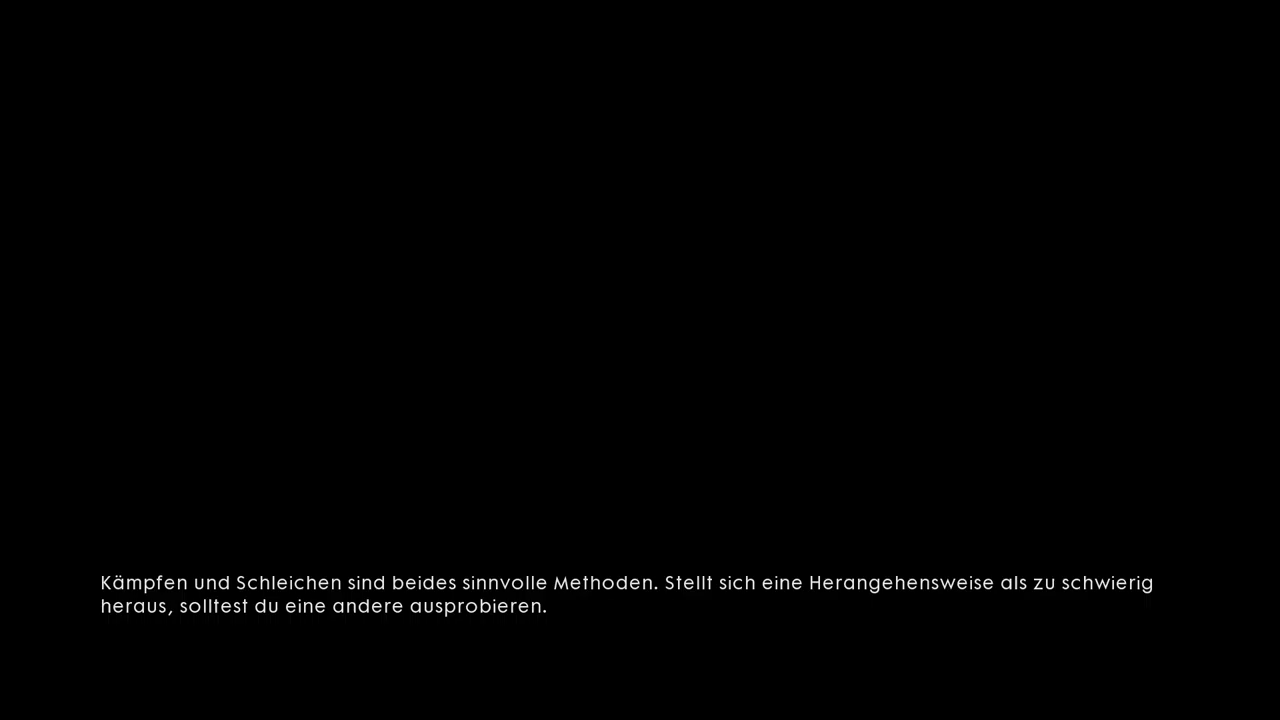 Kämpfen und Schleichen sind beides sinnvolle Methoden. Stellt sich eine Herangehensweise als zu schwierig
heraus, solltest du eine andere ausprobieren.